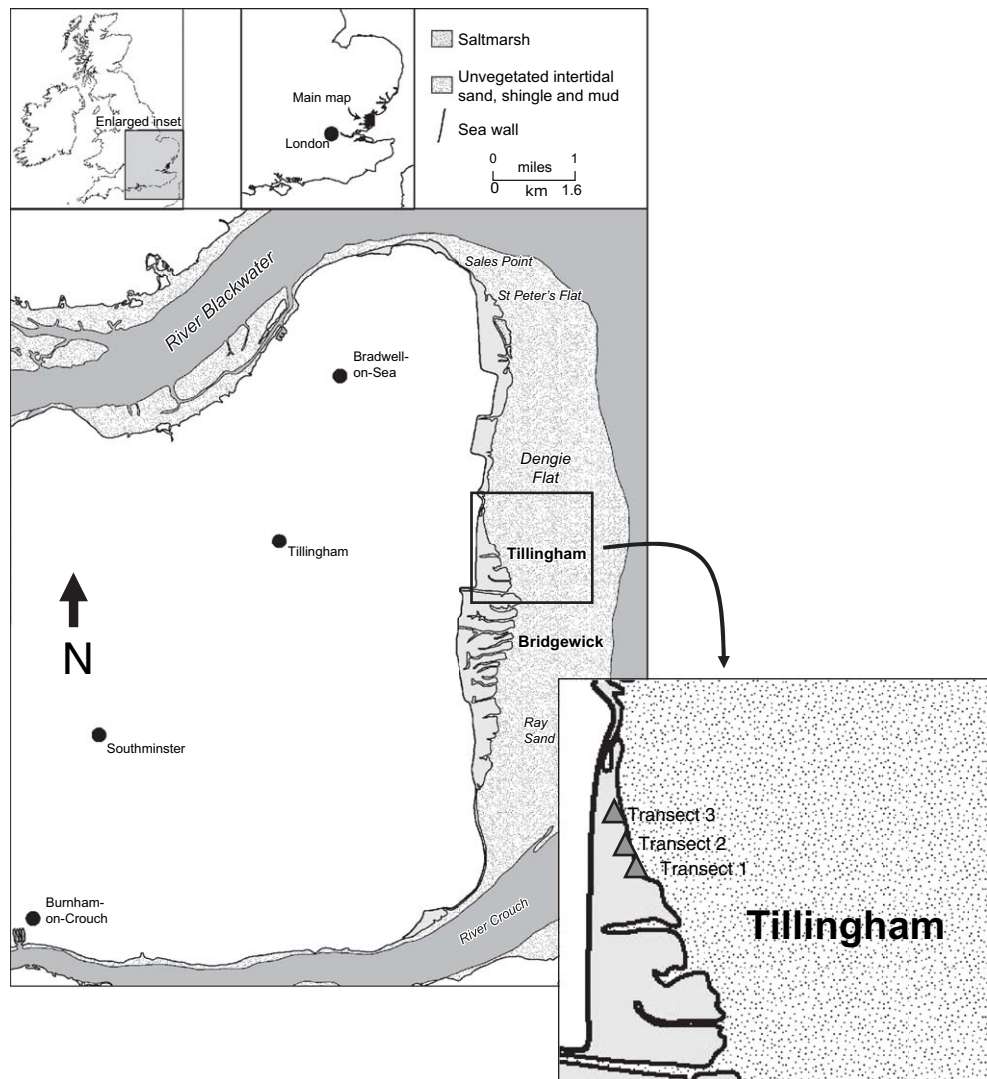 Enlarged inset
Main map
London
Saltmarsh
Unvegetated intertidal
sand, shingle and mud
Sea wall
0 1
miles
0 km 1.6
River Blackwater
Sales Point
St Peter's Flat
Bradwell-
on-Sea
Dengie
Flat
Tillingham
Tillingham
N
Bridgewick
Ray
Sand
Southminster
Burnham-
on-Crouch
River Crouch
Transect 3
Transect 2
Transect 1
Tillingham